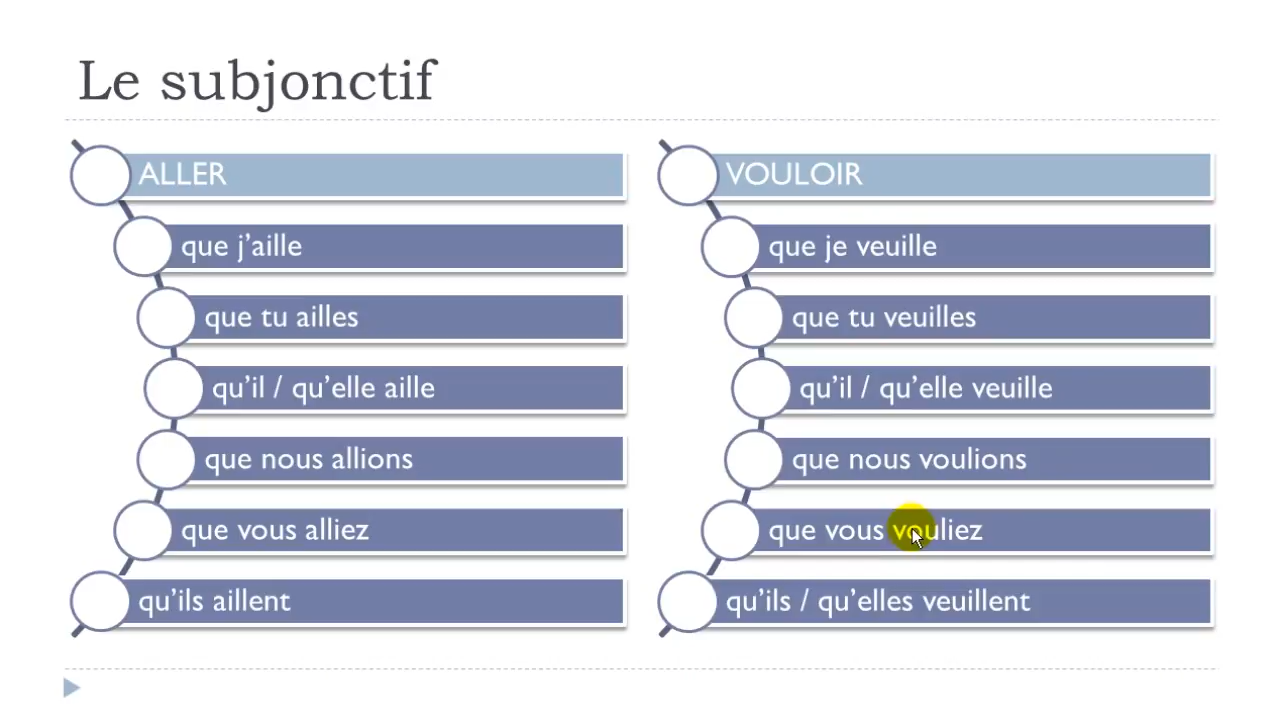 Le subjonctif
ALLER
que j’aille
que tu ailles
qu’il / qu’elle aille
que nous allions
que vous alliez
qu’ils aillent
VOULOIR
que je veuille
que tu veuilles
qu’il / qu’elle veuille
que nous voulions
que vous vouliez
qu’ils / qu’elles veuillent